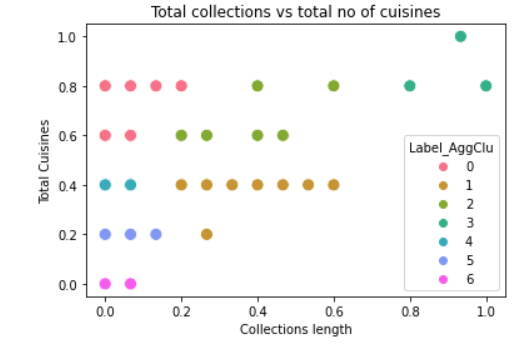 Total collections vs total no of cuisines
1.0
0.8
0.6
0.4
0.2
0.0
Total Cuisines
Label_AggClu
0
1
2
3
4
5
6
0.0 0.2 0.4 0.6 0.8 1.0
Collections length